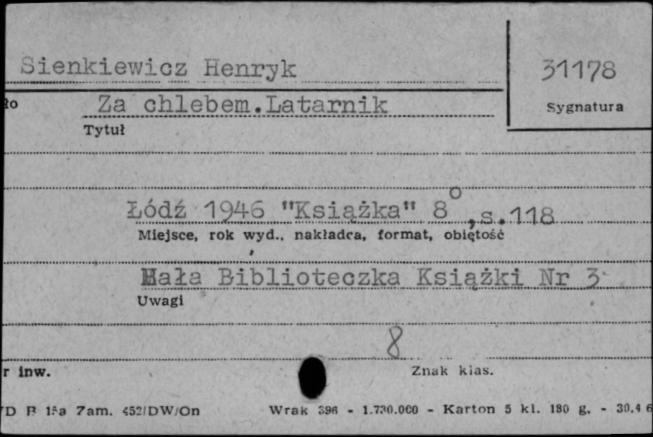 Sienkiewicz Henryk
31178
Sygnatura
ło Za chlebem.Latarnik
Tytuł
Łódź 1946 "Książka" 8°,s.118
Miejsce, rok wyd., nakładca, format, objętość
Mała Biblioteczka Książki Nr 3
Uwagi
8
r inw.
Znak klas.
Zam. 452/DW/On Wrak 396 - 1.730.000 - Karton 5 kl. 180 g. - 30.4 6